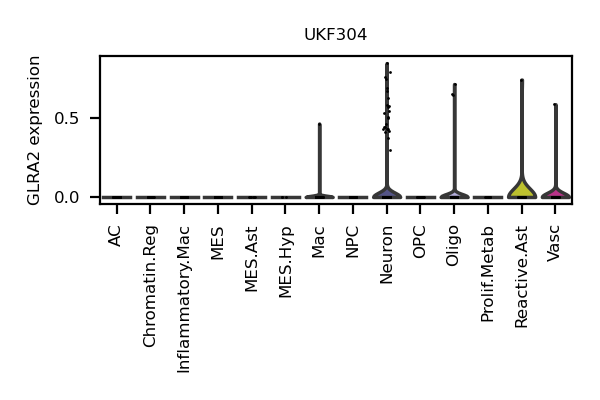 UKF304
GLRA2 expression
0.5
0.0
AC
Chromatin.Reg
Inflammatory.Mac
MES
MES.Ast
MES.Hyp
Mac
NPC
Neuron
OPC
Oligo
Prolif.Metab
Reactive.Ast
Vasc